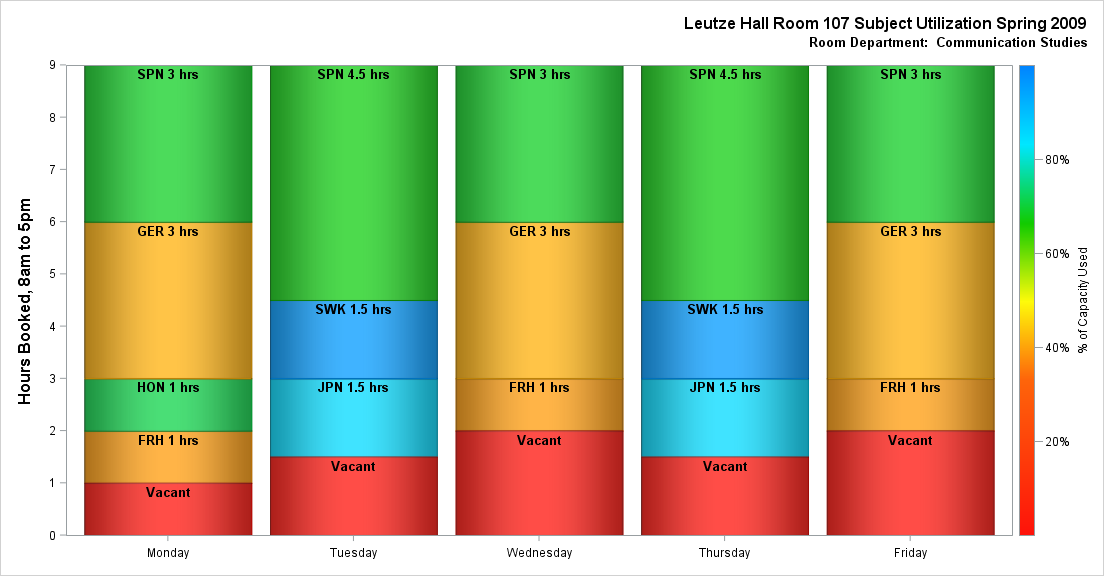 Leutze Hall Room 107 Subject Utilization Spring 2009
Room Department:  Communication Studies
Hours Booked, 8am to 5pm
9
8
7
6
5
4
3
2
1
0
SPN 3 hrs
GER 3 hrs
HON 1 hrs
FRH 1 hrs
Vacant
Monday
SPN 4.5 hrs
SWK 1.5 hrs
JPN 1.5 hrs
Vacant
Tuesday
SPN 3 hrs
GER 3 hrs
FRH 1 hrs
Vacant
Wednesday
SPN 4.5 hrs
SWK 1.5 hrs
JPN 1.5 hrs
Vacant
Thursday
SPN 3 hrs
GER 3 hrs
FRH 1 hrs
Vacant
Friday
80%
60%
40%
20%
% of Capacity Used